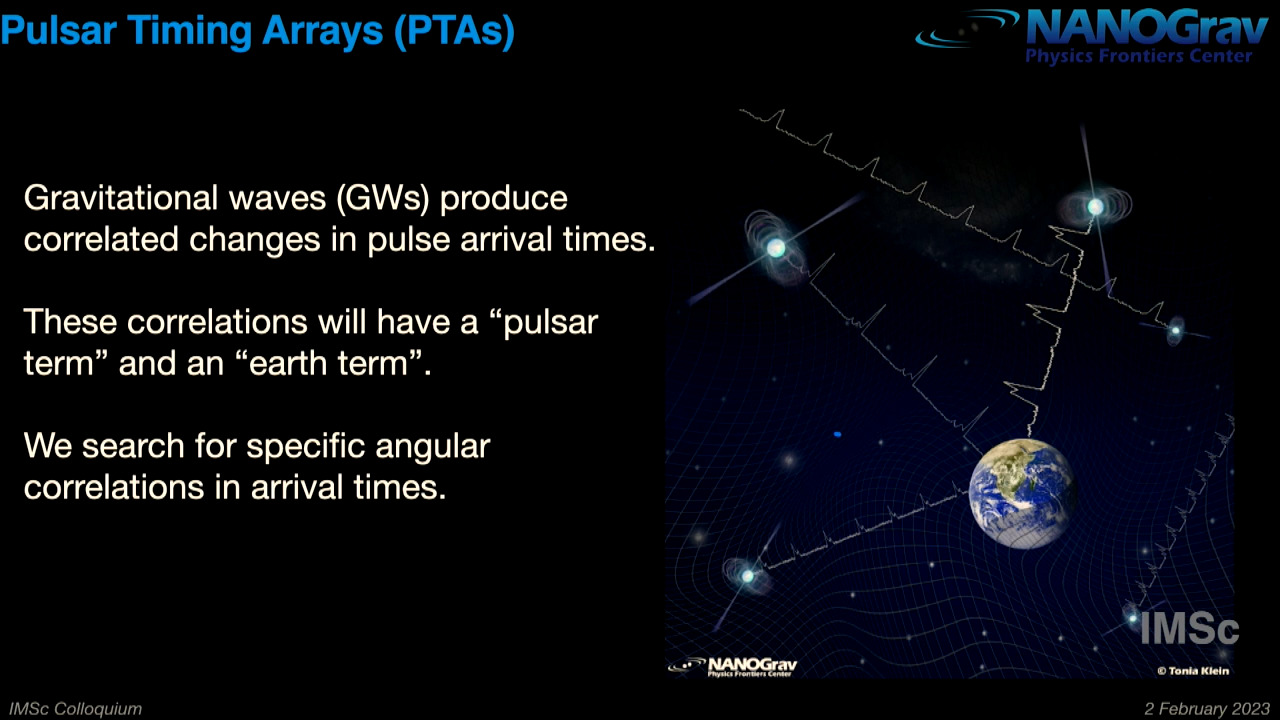 Pulsar Timing Arrays (PTAs)
NANOGrav
Physics Frontiers Center
Gravitational waves (GWs) produce
correlated changes in pulse arrival times.
These correlations will have a “pulsar
term” and an “earth term”.
We search for specific angular
correlations in arrival times.
IMSc
NANOGrav
Physics Frontiers Center
© Tonia Klein
IMSc Colloquium
2 February 2023